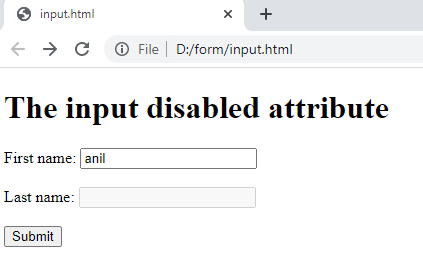 input.html
File D:/form/input.html
The input disabled attribute
First name: anil
Last name:
Submit